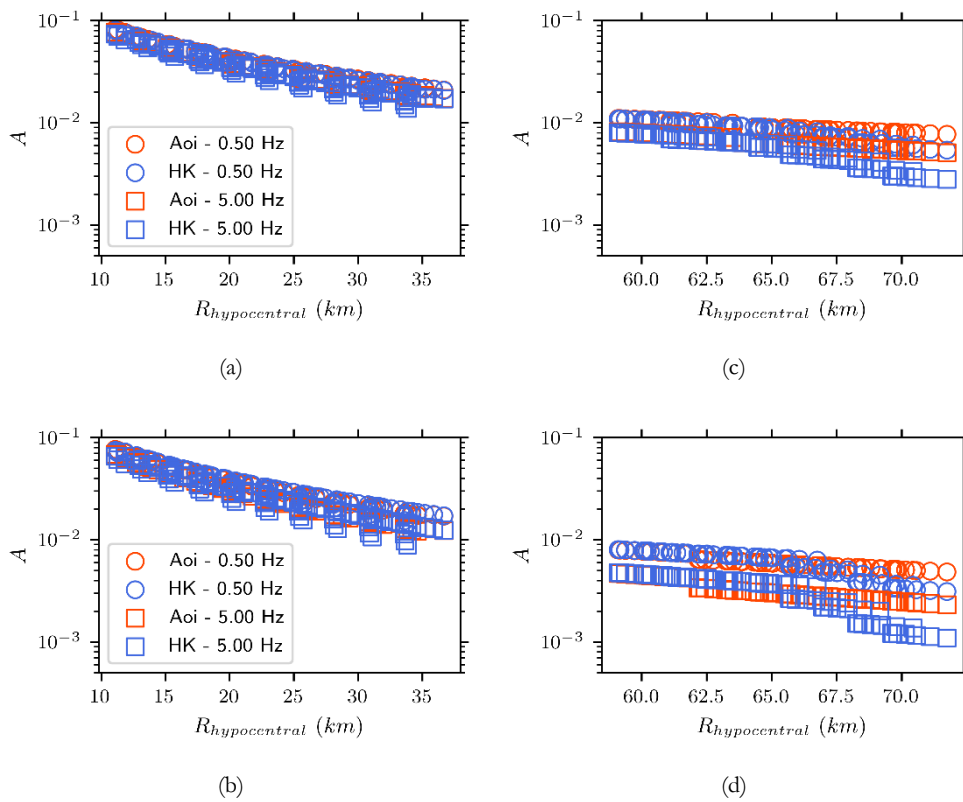 10⁻¹
10⁻²
10⁻³
A
Aoi - 0.50 Hz
HK - 0.50 Hz
Aoi - 5.00 Hz
HK - 5.00 Hz
10 15 20 25 30 35
R_hypocentral (km)
(a)
10⁻¹
10⁻²
10⁻³
A
60.0 62.5 65.0 67.5 70.0
R_hypocentral (km)
(c)
10⁻¹
10⁻²
10⁻³
A
Aoi - 0.50 Hz
HK - 0.50 Hz
Aoi - 5.00 Hz
HK - 5.00 Hz
10 15 20 25 30 35
R_hypocentral (km)
(b)
10⁻¹
10⁻²
10⁻³
A
60.0 62.5 65.0 67.5 70.0
R_hypocentral (km)
(d)